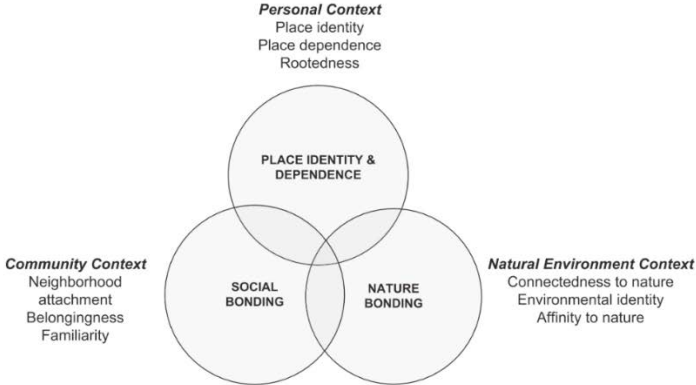 Personal Context
Place identity
Place dependence
Rootedness
PLACE IDENTITY &
DEPENDENCE
Community Context
Neighborhood
attachment
Belongingness
Familiarity
SOCIAL
BONDING
NATURE
BONDING
Natural Environment Context
Connectedness to nature
Environmental identity
Affinity to nature